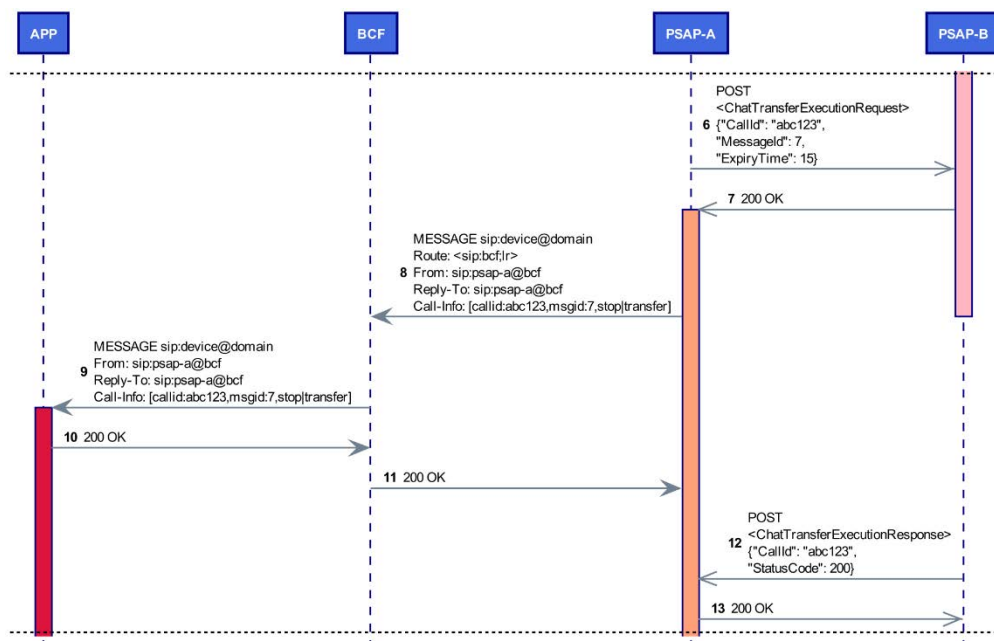 APP
BCF
PSAP-A
PSAP-B
POST
<ChatTransferExecutionRequest>
6 {"CallId": "abc123",
"MessageId": 7,
"ExpiryTime": 15}
7 200 OK
MESSAGE sip:device@domain
Route: <sip:bcf;lr>
8 From: sip:psap-a@bcf
Reply-To: sip:psap-a@bcf
Call-Info: [callid:abc123,msgid:7,stop|transfer]
MESSAGE sip:device@domain
9 From: sip:psap-a@bcf
Reply-To: sip:psap-a@bcf
Call-Info: [callid:abc123,msgid:7,stop|transfer]
10 200 OK
11 200 OK
POST
12 <ChatTransferExecutionResponse>
{"CallId": "abc123",
"StatusCode": 200}
13 200 OK